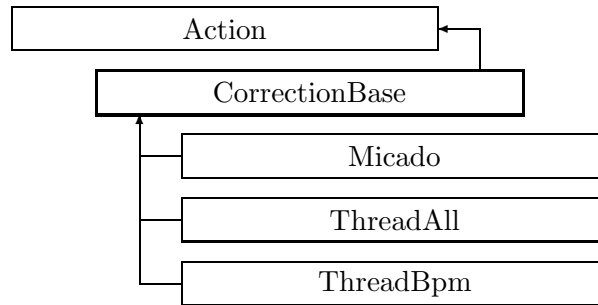 Action
CorrectionBase
Micado
ThreadAll
ThreadBpm